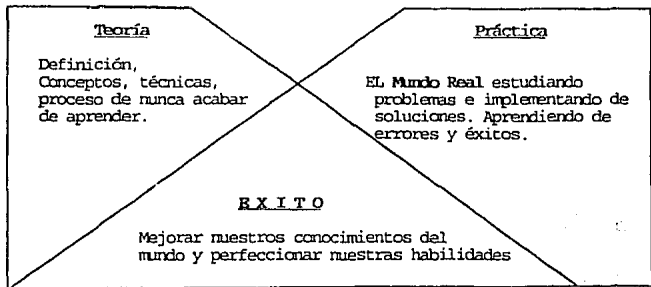 Teoría
Definición,
Conceptos, técnicas,
proceso de nunca acabar
de aprender.
Práctica
EL Mundo Real estudiando
problemas e implementando de
soluciones. Aprendiendo de
errores y éxitos.
E X I T O
Mejorar nuestros conocimientos del
mundo y perfeccionar nuestras habilidades